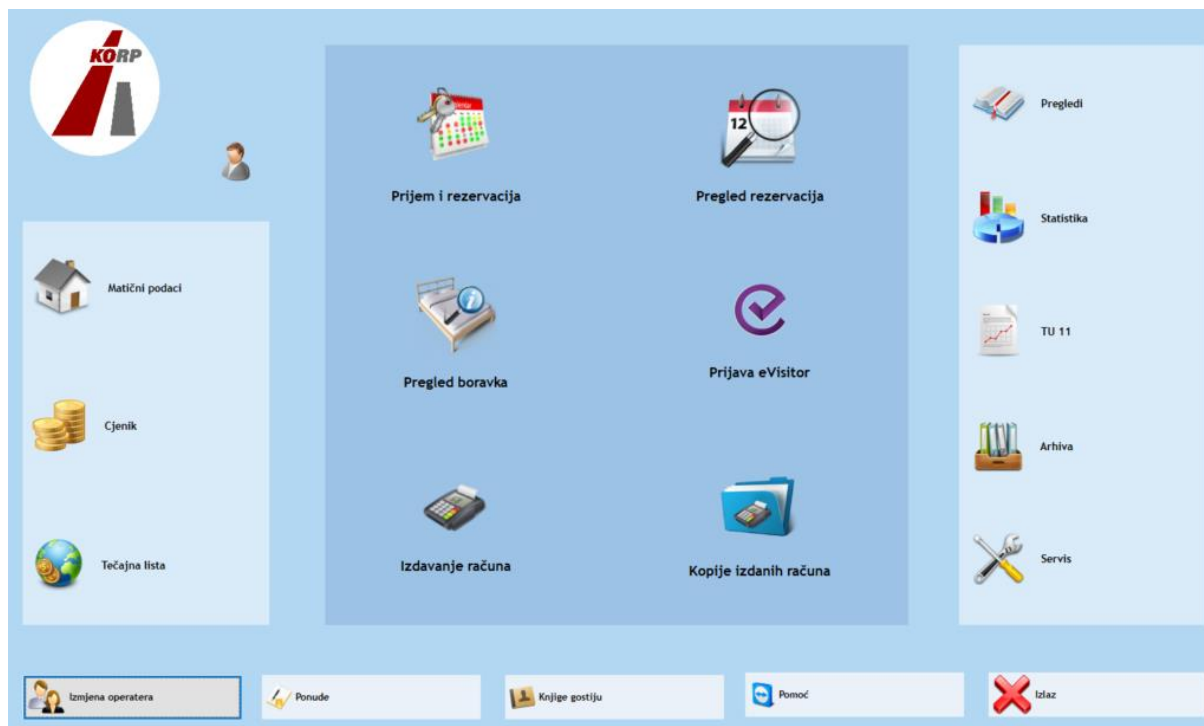 KORP
Matični podaci
Cjenik
Tečajna lista
Prijem i rezervacija
Pregled rezervacija
12
Pregled boravka
Prijava eVisitor
Izdavanje računa
Kopije izdanih računa
Pregledi
Statistika
TU 11
Arhiva
Servis
Izmjena operatera
Ponude
Knjige gostiju
Pomoć
Izlaz